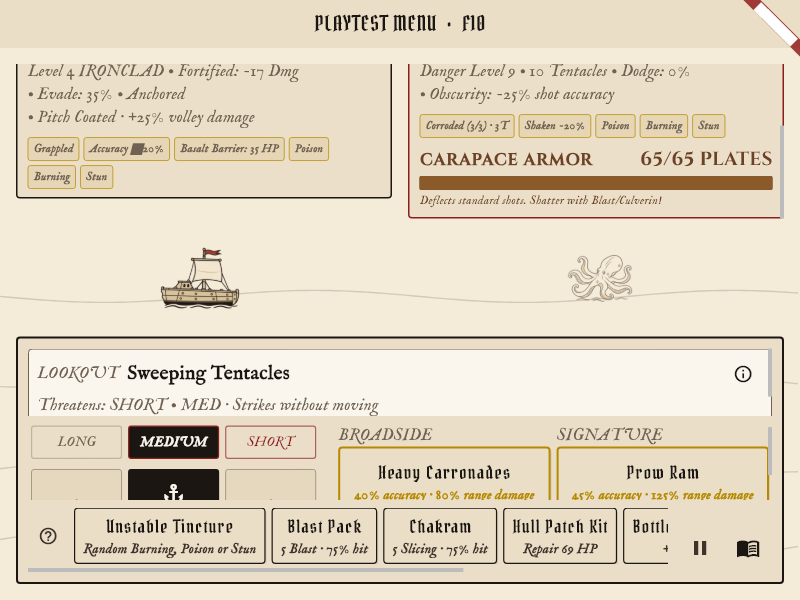 PLAYTEST MENU · F10
Level 4 IRONCLAD • Fortified: -17 Dmg
• Evade: 35% • Anchored
• Pitch Coated · +25% volley damage
Grappled
Accuracy 20%
Basalt Barrier: 35 HP
Poison
Burning
Stun
Danger Level 9 • 10 Tentacles • Dodge: 0%
• Obscurity: -25% shot accuracy
Corroded (3/3) · 3T
Shaken -20%
Poison
Burning
Stun
CARAPACE ARMOR 65/65 PLATES
Deflects standard shots. Shatter with Blast/Culverin!
LOOKOUT Sweeping Tentacles
Threatens: SHORT • MED · Strikes without moving
LONG
MEDIUM
SHORT
BROADSIDE
Heavy Carronades
40% accuracy · 80% range damage
SIGNATURE
Prow Ram
45% accuracy · 125% range damage
Unstable Tincture
Random Burning, Poison or Stun
Blast Pack
5 Blast · 75% hit
Chakram
5 Slicing · 75% hit
Hull Patch Kit
Repair 69 HP